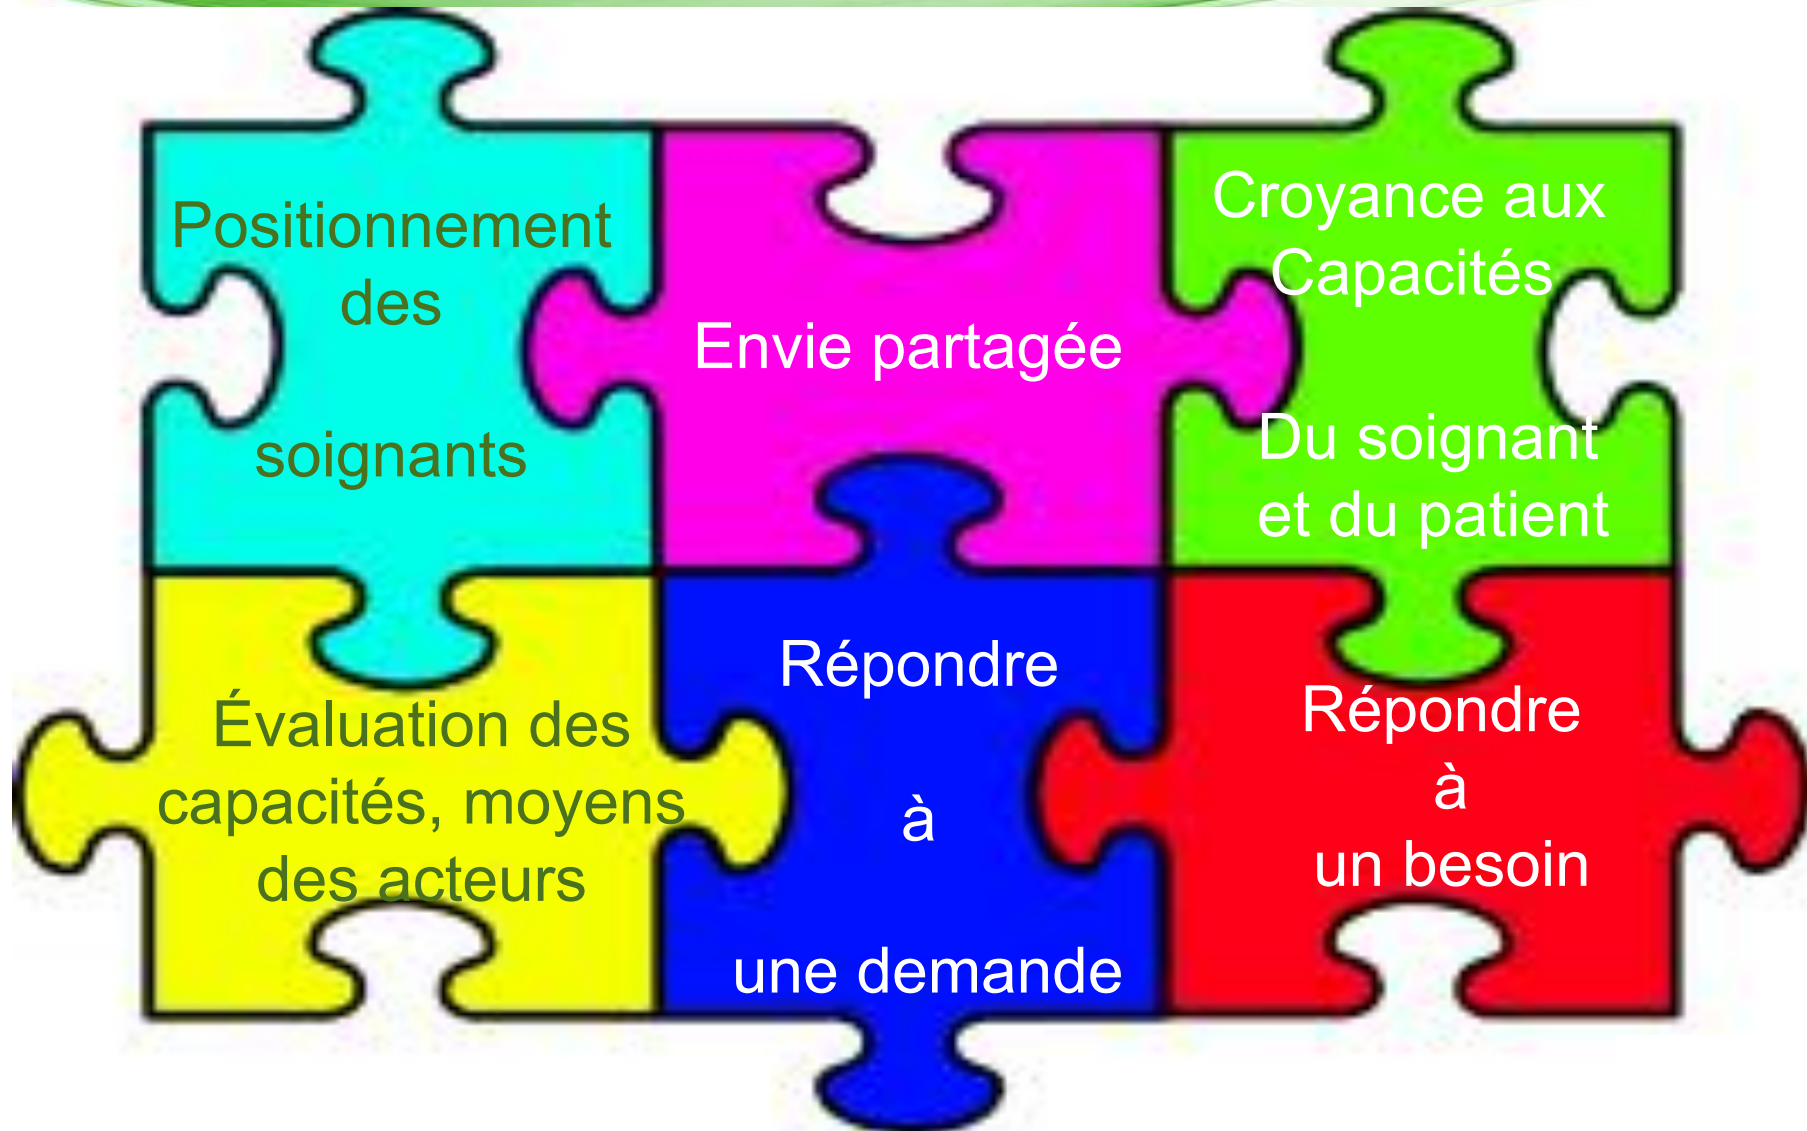 Positionnement
des
soignants
Envie partagée
Croyance aux
Capacités
Du soignant
et du patient
Évaluation des
capacités, moyens
des acteurs
Répondre
à
une demande
Répondre
à
un besoin